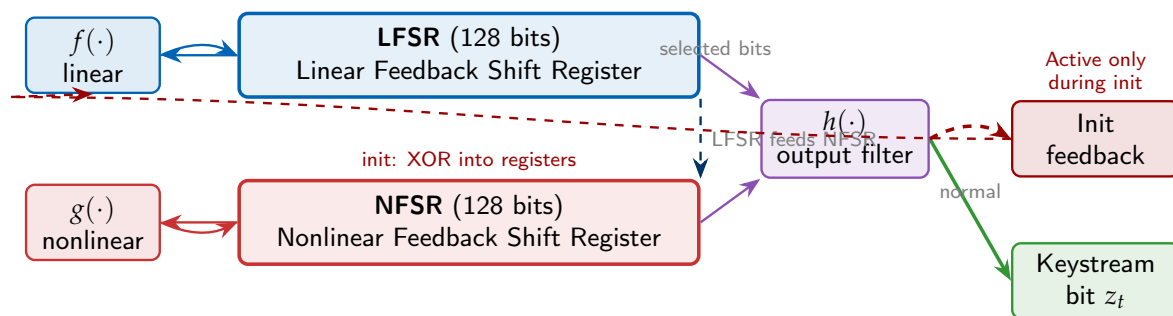 f(·)
linear
LFSR (128 bits)
Linear Feedback Shift Register
selected bits
Active only
during init
h(·)
output filter
LFSR feeds NFSR
Init
feedback
init: XOR into registers
g(·)
nonlinear
NFSR (128 bits)
Nonlinear Feedback Shift Register
normal
Keystream
bit z_t